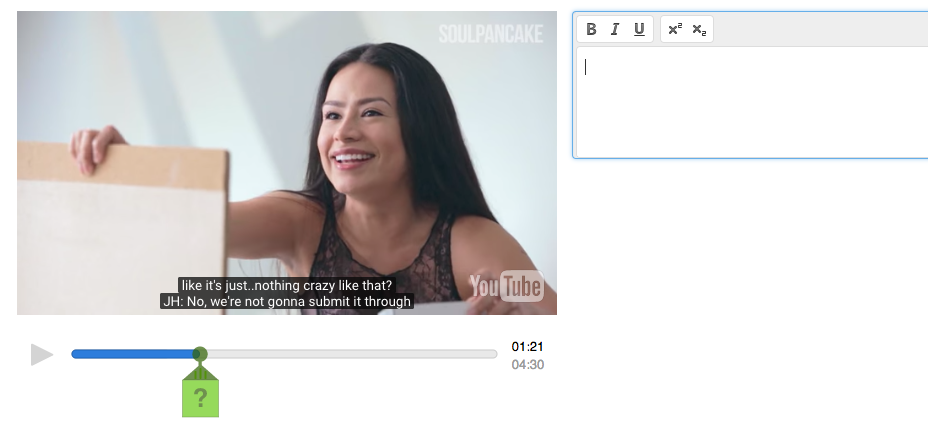 SOULPANCAKE
B I U x² x₂
like it's just..nothing crazy like that?
JH: No, we're not gonna submit it through
YouTube
01:21
04:30
?